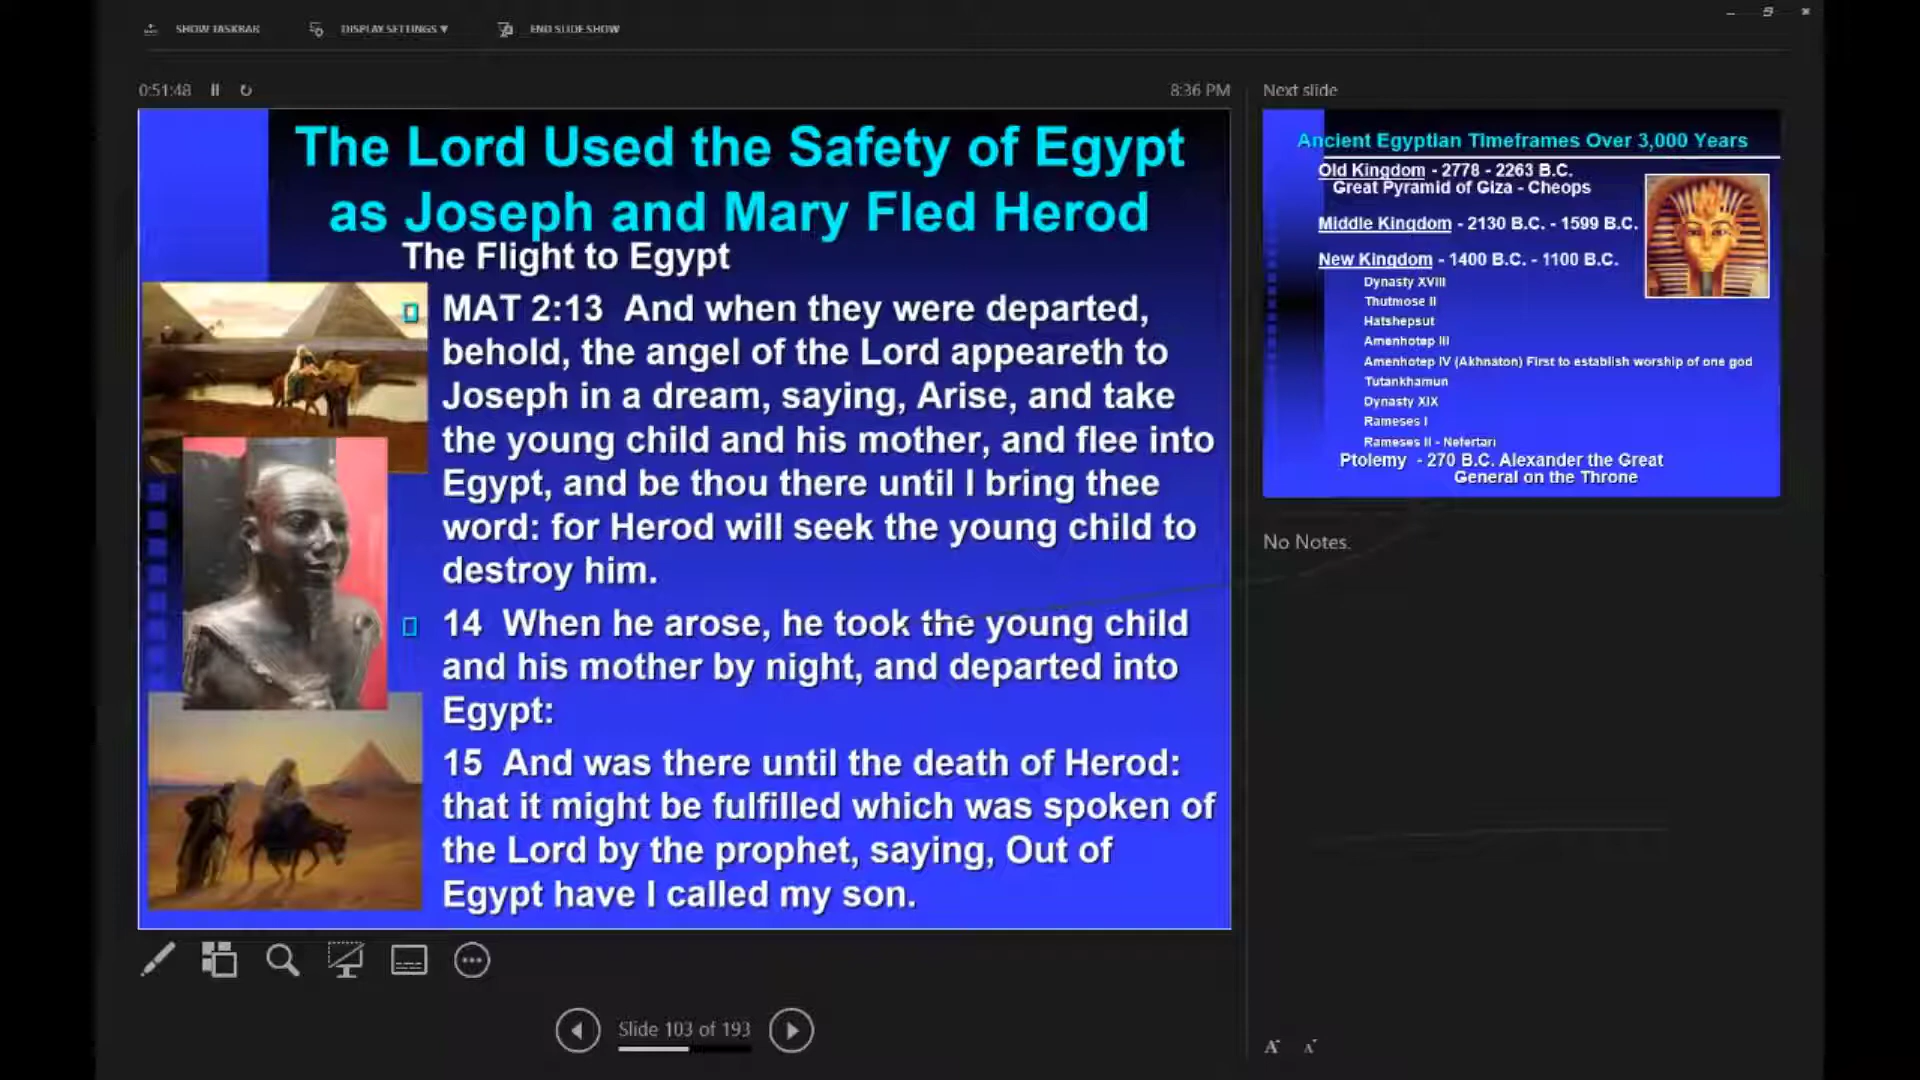 SHOW TASKBAR
DISPLAY SETTINGS ▼
END SLIDE SHOW
0:51:48
8:36 PM
The Lord Used the Safety of Egypt
as Joseph and Mary Fled Herod
The Flight to Egypt
MAT 2:13 And when they were departed,
behold, the angel of the Lord appeareth to
Joseph in a dream, saying, Arise, and take
the young child and his mother, and flee into
Egypt, and be thou there until I bring thee
word: for Herod will seek the young child to
destroy him.
14 When he arose, he took the young child
and his mother by night, and departed into
Egypt:
15 And was there until the death of Herod:
that it might be fulfilled which was spoken of
the Lord by the prophet, saying, Out of
Egypt have I called my son.
Slide 103 of 193
Next slide
Ancient Egyptian Timeframes Over 3,000 Years
Old Kingdom - 2778 - 2263 B.C.
Great Pyramid of Giza - Cheops
Middle Kingdom - 2130 B.C. - 1599 B.C.
New Kingdom - 1400 B.C. - 1100 B.C.
Dynasty XVIII
Thutmose II
Hatshepsut
Amenhotep III
Amenhotep IV (Akhnaton) First to establish worship of one god
Tutankhamun
Dynasty XIX
Rameses I
Rameses II - Nefertari
Ptolemy - 270 B.C. Alexander the Great
General on the Throne
No Notes.
A A